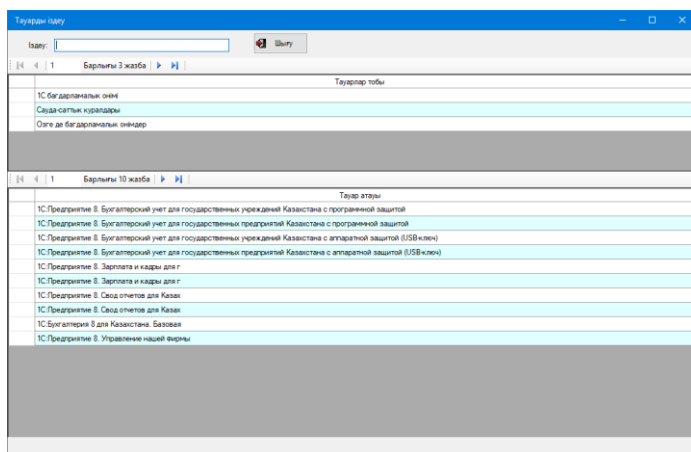 Тауарды іздеу
Іздеу:
Шығу
1 Барлығы 3 жазба
Тауарлар тобы
1С багдарламалык өнімі
Сауда-саттык куралдары
Озге де багдарламалык өнімдер
1 Барлығы 10 жазба
Тауар атауы
1С:Предприятие 8. Бухгалтерский учет для государственных учреждений Казахстана с программной защитой
1С:Предприятие 8. Бухгалтерский учет для государственных предприятий Казахстана с программной защитой
1С:Предприятие 8. Бухгалтерский учет для государственных учреждений Казахстана с аппаратной защитой (USB-ключ)
1С:Предприятие 8. Бухгалтерский учет для государственных предприятий Казахстана с аппаратной защитой (USB-ключ)
1С:Предприятие 8. Зарплата и кадры для г
1С:Предприятие 8. Зарплата и кадры для г
1С:Предприятие 8. Свод отчетов для Казах
1С:Предприятие 8. Свод отчетов для Казах
1С:Бухгалтерия 8 для Казахстана. Базовая
1С:Предприятие 8. Управление нашей фирмы